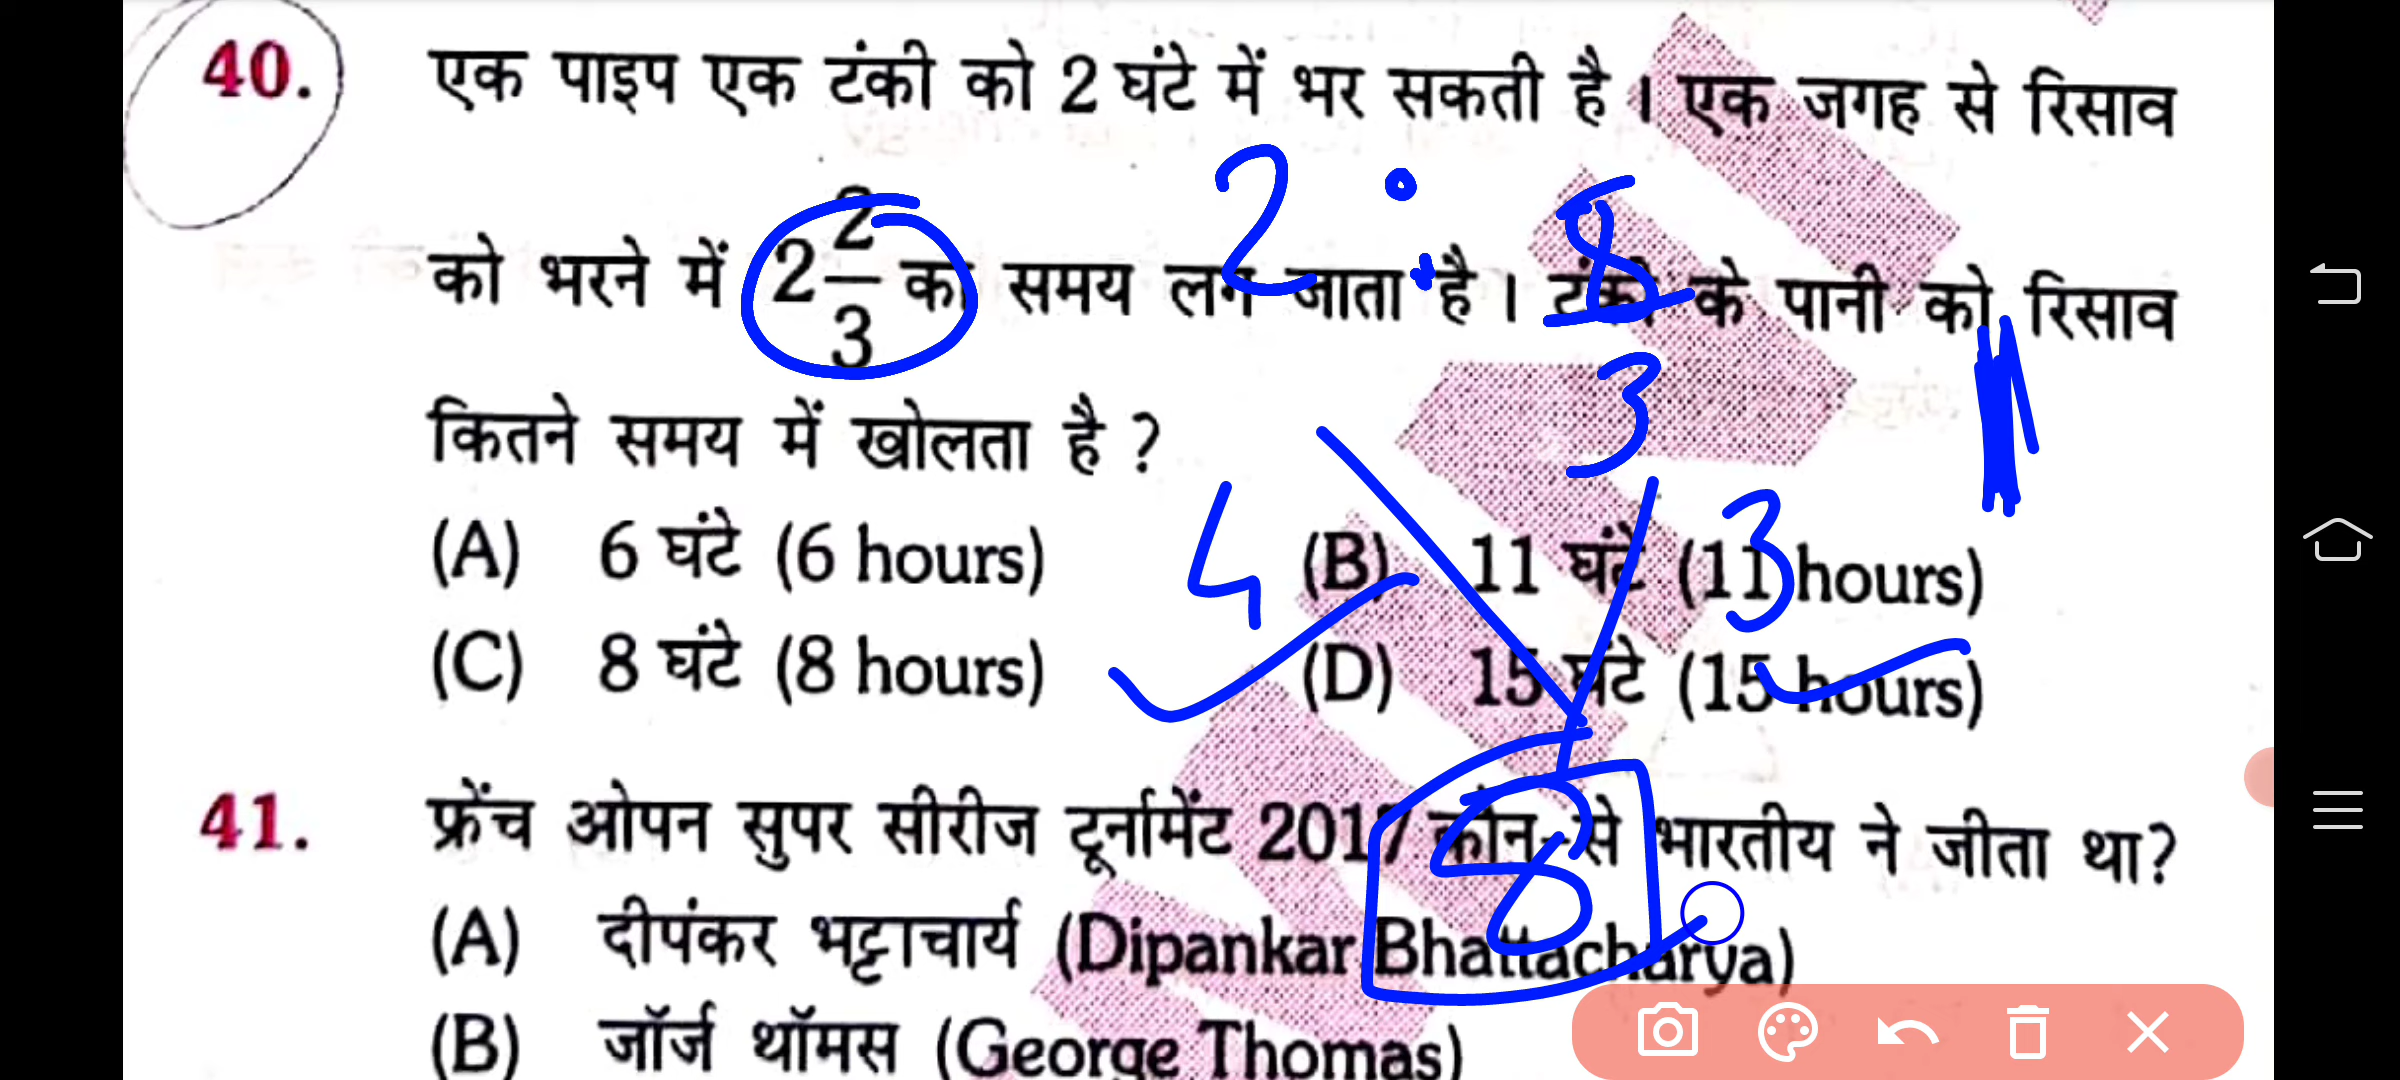 40. एक पाइप एक टंकी को 2 घंटे में भर सकती है। एक जगह से रिसाव
को भरने में 2 2/3 का समय लग जाता है। टंकी के पानी को रिसाव
2 : 8/3
कितने समय में खोलता है ?
(A) 6 घंटे (6 hours) 4 (B) 11 घंटे (11 hours) 3
(C) 8 घंटे (8 hours) (D) 15 घंटे (15 hours)
8
41. फ्रेंच ओपन सुपर सीरीज टूर्नामेंट 2017 कौन-से भारतीय ने जीता था?
(A) दीपंकर भट्टाचार्य (Dipankar Bhattacharya)
(B) जॉर्ज थॉमस (George Thomas)